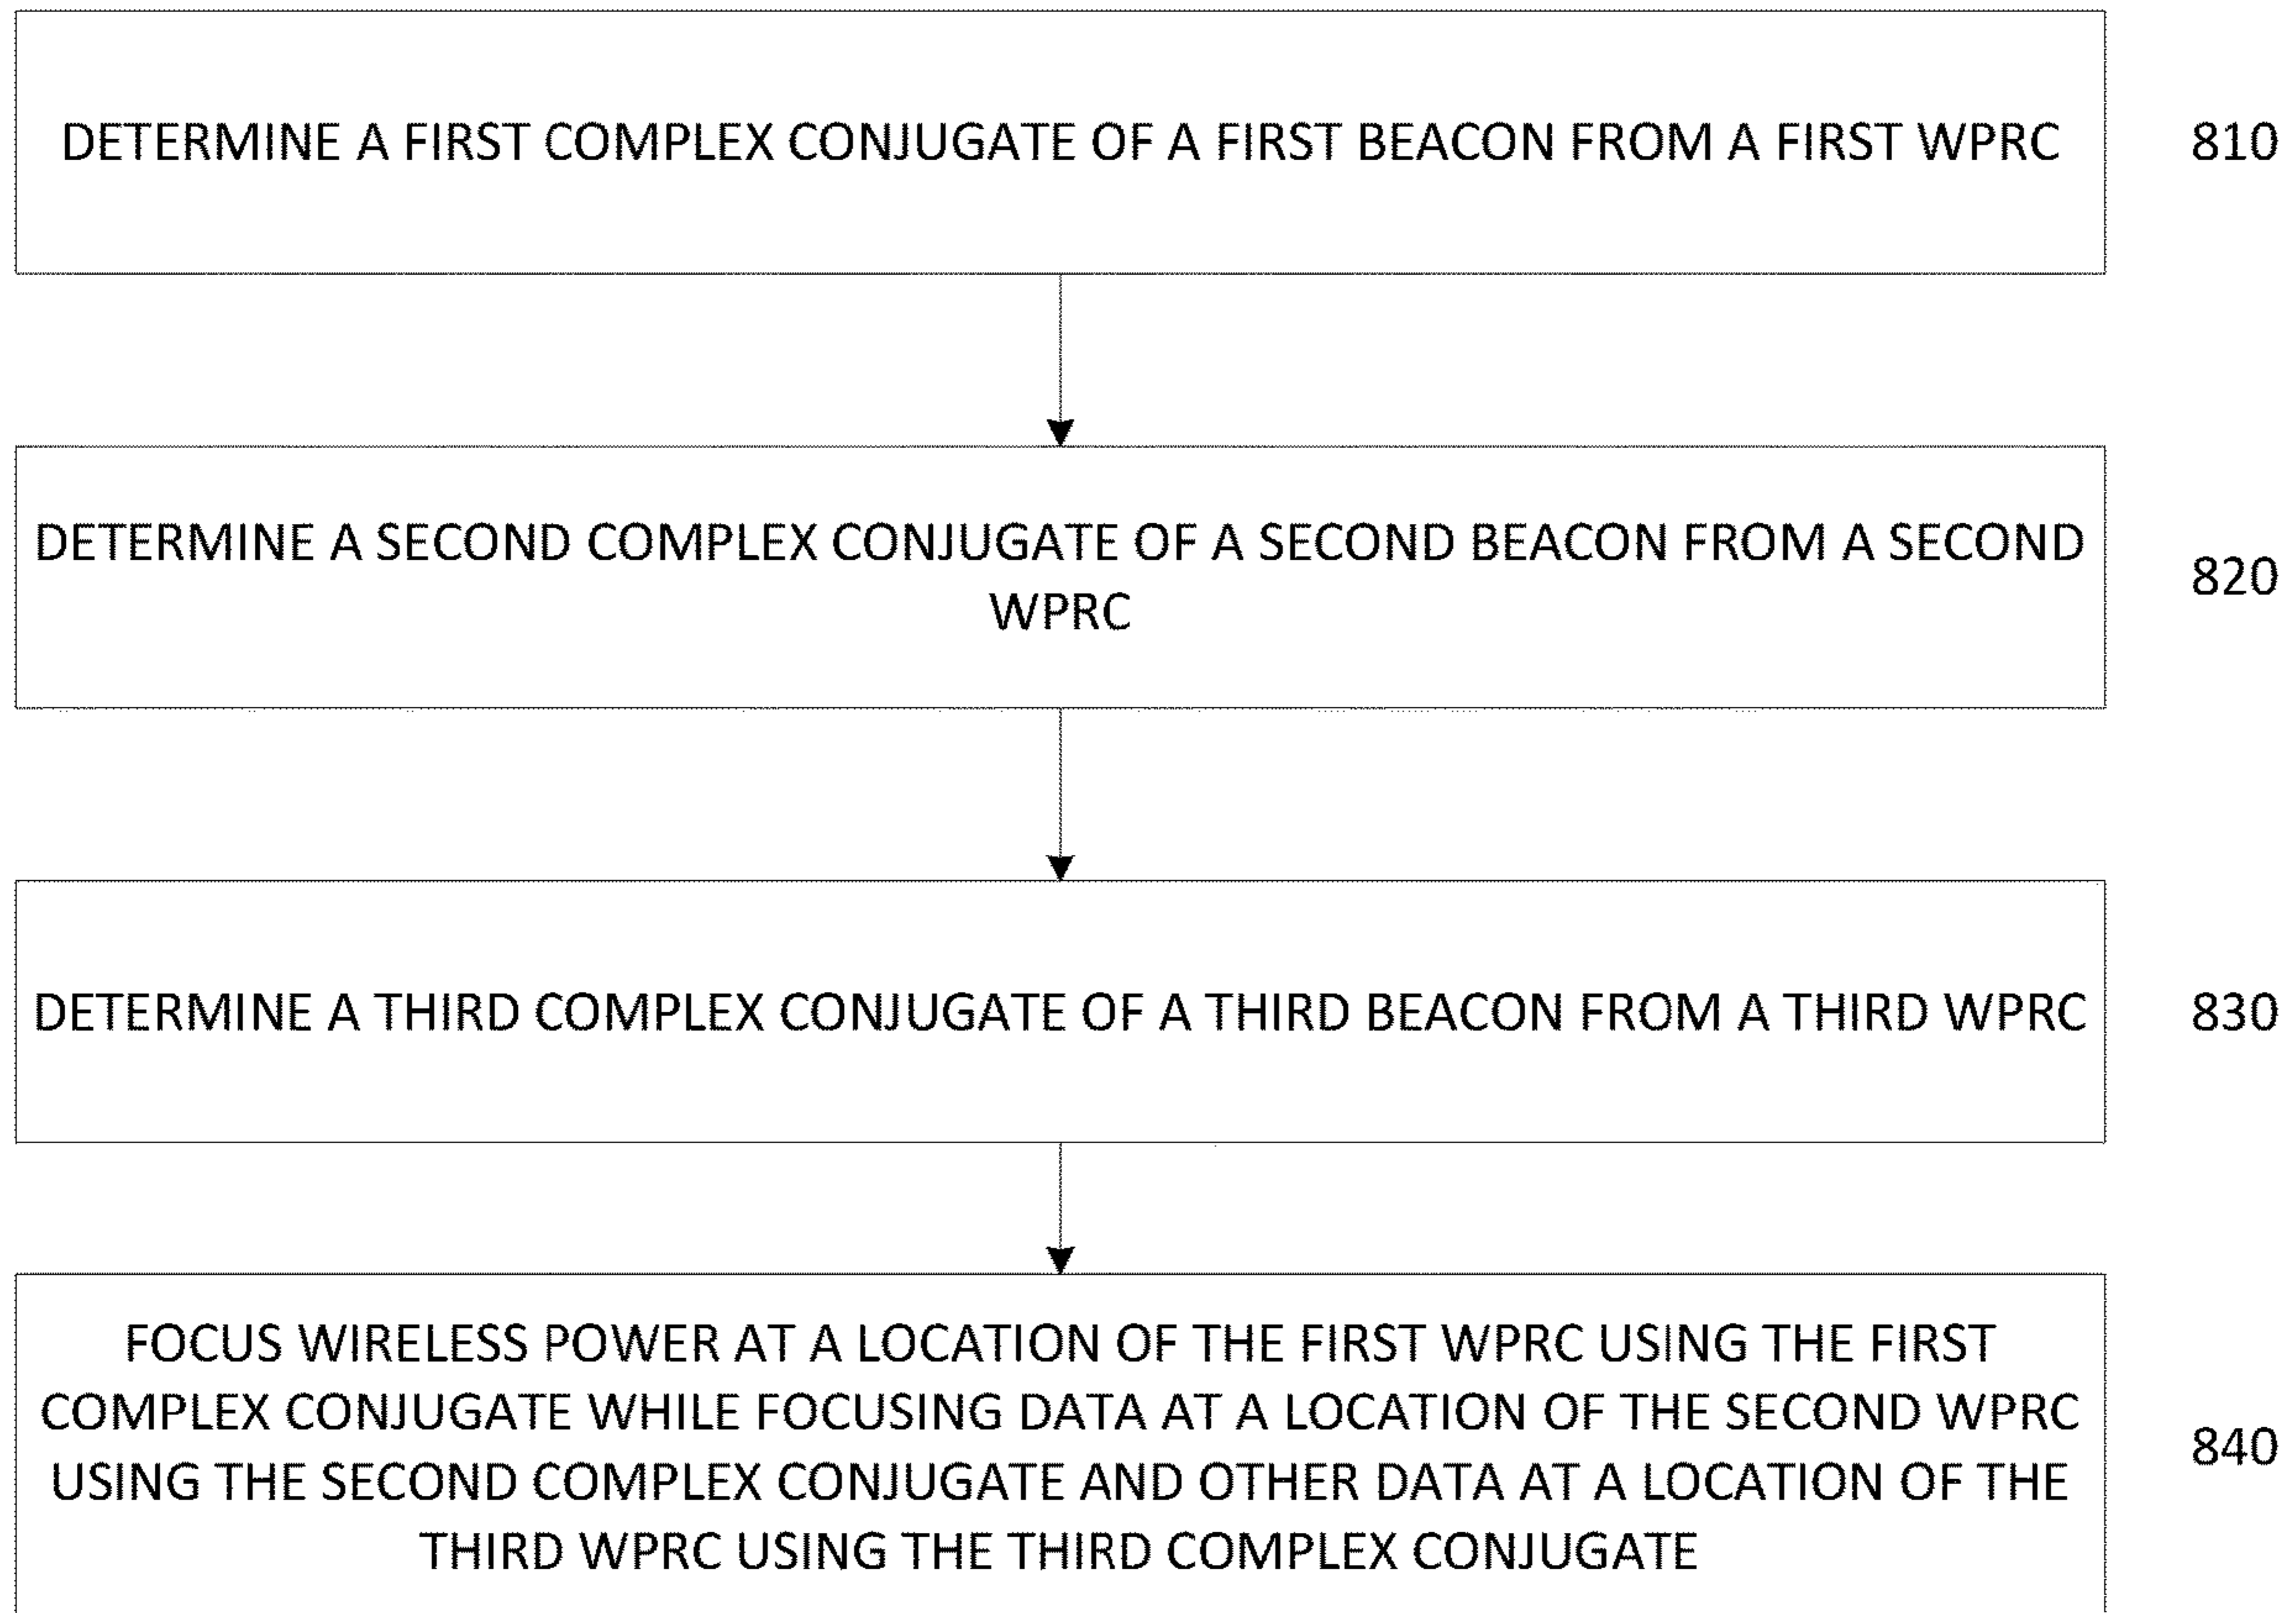 DETERMINE A FIRST COMPLEX CONJUGATE OF A FIRST BEACON FROM A FIRST WPRC
810
DETERMINE A SECOND COMPLEX CONJUGATE OF A SECOND BEACON FROM A SECOND
WPRC
820
DETERMINE A THIRD COMPLEX CONJUGATE OF A THIRD BEACON FROM A THIRD WPRC
830
FOCUS WIRELESS POWER AT A LOCATION OF THE FIRST WPRC USING THE FIRST
COMPLEX CONJUGATE WHILE FOCUSING DATA AT A LOCATION OF THE SECOND WPRC
USING THE SECOND COMPLEX CONJUGATE AND OTHER DATA AT A LOCATION OF THE
THIRD WPRC USING THE THIRD COMPLEX CONJUGATE
840